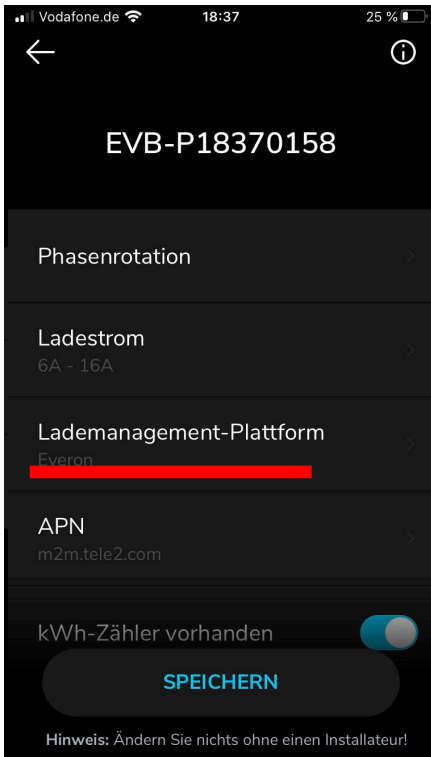 Vodafone.de 18:37 25 %
EVB-P18370158
Phasenrotation
Ladestrom
6A - 16A
Lademanagement-Plattform
Everon
APN
m2m.tele2.com
kWh-Zähler vorhanden
SPEICHERN
Hinweis: Ändern Sie nichts ohne einen Installateur!